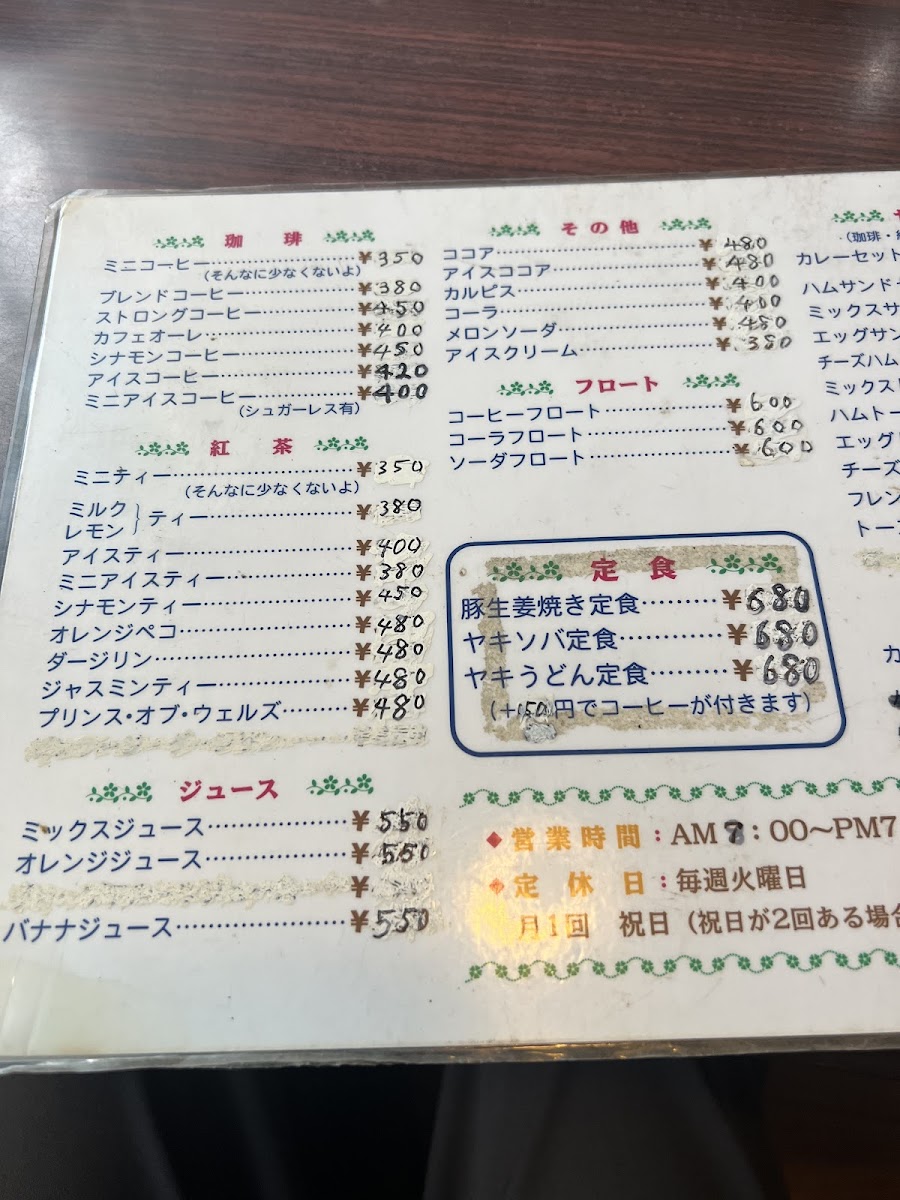 珈琲
ミニコーヒー ¥350
(そんなに少なくないよ)
ブレンドコーヒー ¥380
ストロングコーヒー ¥450
カフェオーレ ¥400
シナモンコーヒー ¥450
アイスコーヒー ¥420
ミニアイスコーヒー ¥400
(シュガーレス有)
紅茶
ミニティー ¥350
(そんなに少なくないよ)
ミルク
レモン } ティー ¥380
アイスティー ¥400
ミニアイスティー ¥380
シナモンティー ¥450
オレンジペコ ¥480
ダージリン ¥480
ジャスミンティー ¥480
プリンス・オブ・ウェルズ ¥480
ジュース
ミックスジュース ¥550
オレンジジュース ¥550
¥
バナナジュース ¥550
その他
ココア ¥480
アイスココア ¥480
カルピス ¥400
コーラ ¥400
メロンソーダ ¥480
アイスクリーム ¥380
フロート
コーヒーフロート ¥600
コーラフロート ¥600
ソーダフロート ¥600
定食
豚生姜焼き定食 ¥680
ヤキソバ定食 ¥680
ヤキうどん定食 ¥680
(+150円でコーヒーが付きます)
◆営業時間:AM7:00〜PM7
◆定休日:毎週火曜日
月1回 祝日(祝日が2回ある場合
(珈琲・
カレーセット
ハムサンド
ミックスサ
エッグサン
チーズハム
ミックス
ハムトー
エッグ
チーズ
フレン
トース